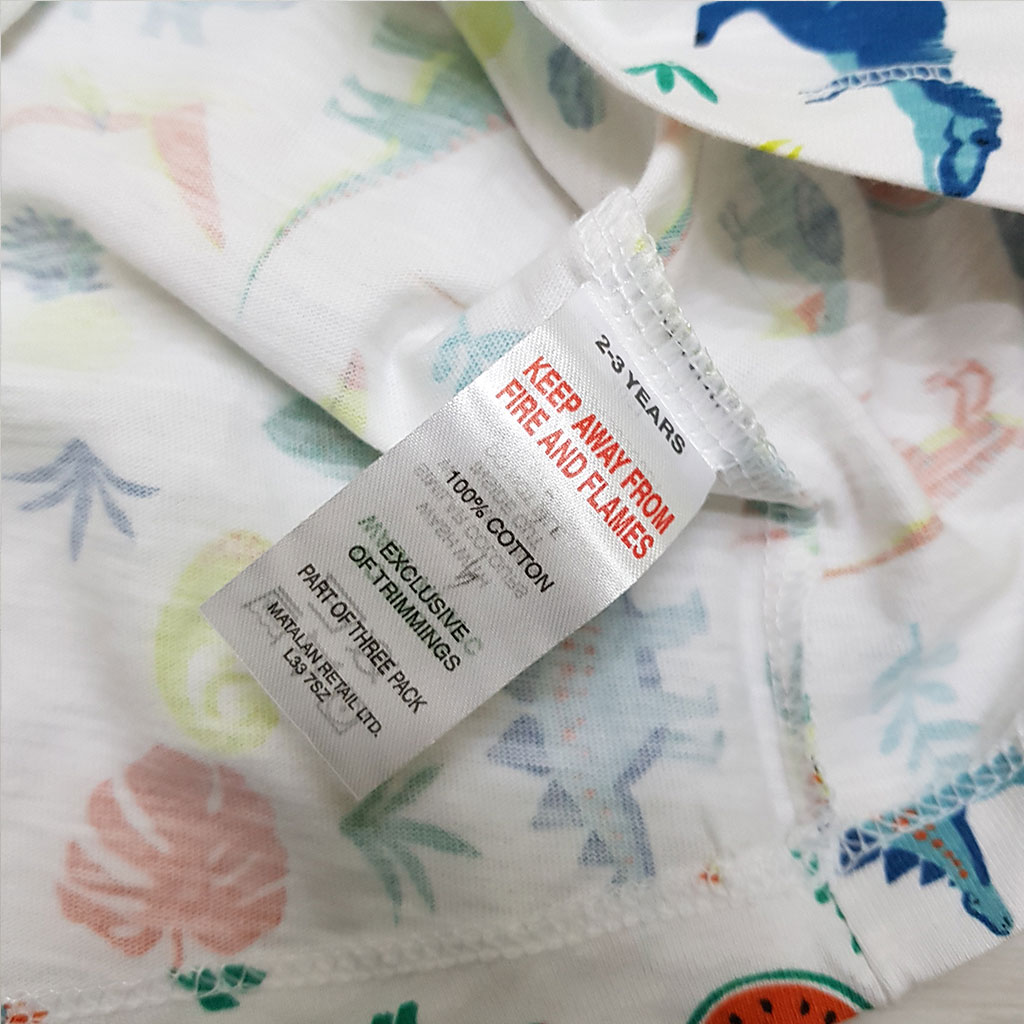 2-3 YEARS
KEEP AWAY FROM
FIRE AND FLAMES
100% COTTON
EXCLUSIVE
OF TRIMMINGS
PART OF THREE PACK
MATALAN RETAIL LTD.
L33 7SZ